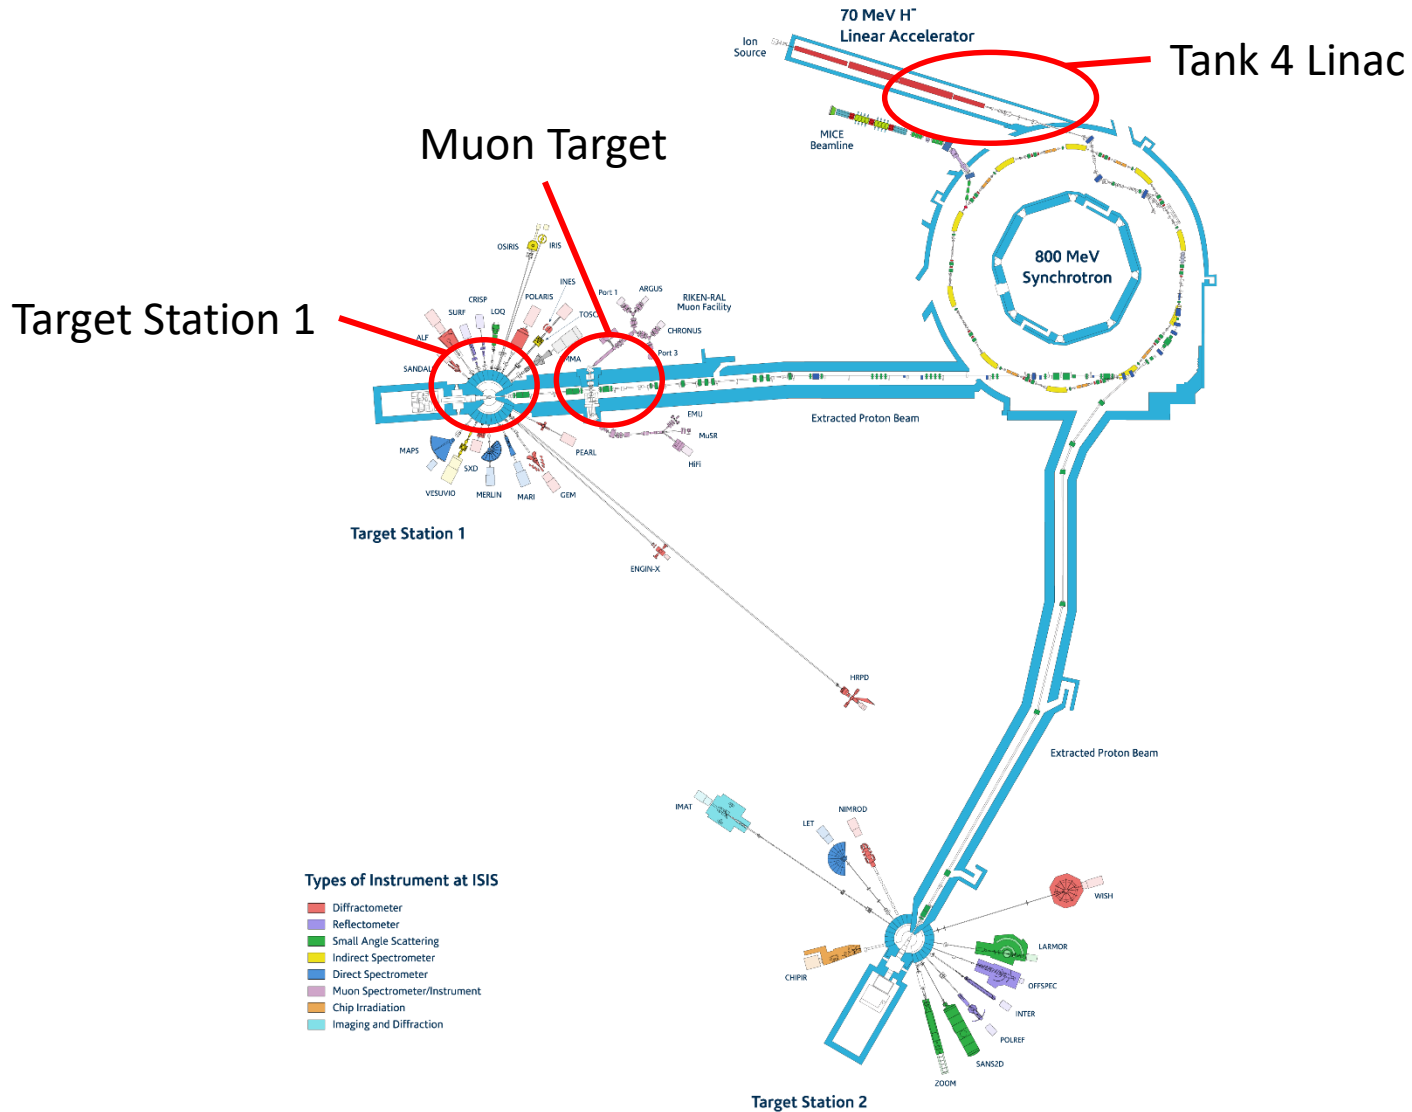 70 MeV H⁻
Linear Accelerator
Ion
Source
Tank 4 Linac
MICE
Beamline
Muon Target
800 MeV
Synchrotron
OSIRIS
IRIS
INES
POLARIS
TOSC
CRISP
SURF
LOQ
ALF
SANDAL
Port 1
ARGUS
RIKEN-RAL
Muon Facility
CHRONUS
Port 3
MMA
Target Station 1
Extracted Proton Beam
EMU
MuSR
HiFi
PEARL
MAPS
VESUVIO
SXD
MERLIN
MARI
GEM
Target Station 1
ENGIN-X
HRPD
Extracted Proton Beam
IMAT
LET
NIMROD
WISH
LARMOR
OFFSPEC
INTER
POLREF
SANS2D
ZOOM
CHIPIR
Types of Instrument at ISIS
Diffractometer
Reflectometer
Small Angle Scattering
Indirect Spectrometer
Direct Spectrometer
Muon Spectrometer/Instrument
Chip Irradiation
Imaging and Diffraction
Target Station 2